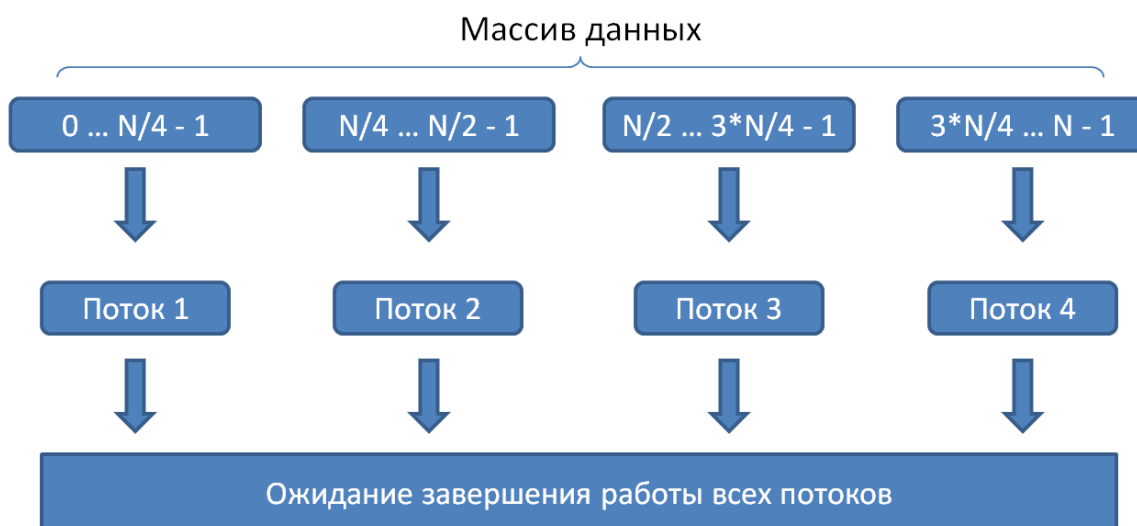 Массив данных
0 ... N/4 - 1
N/4 ... N/2 - 1
N/2 ... 3*N/4 - 1
3*N/4 ... N - 1
Поток 1
Поток 2
Поток 3
Поток 4
Ожидание завершения работы всех потоков